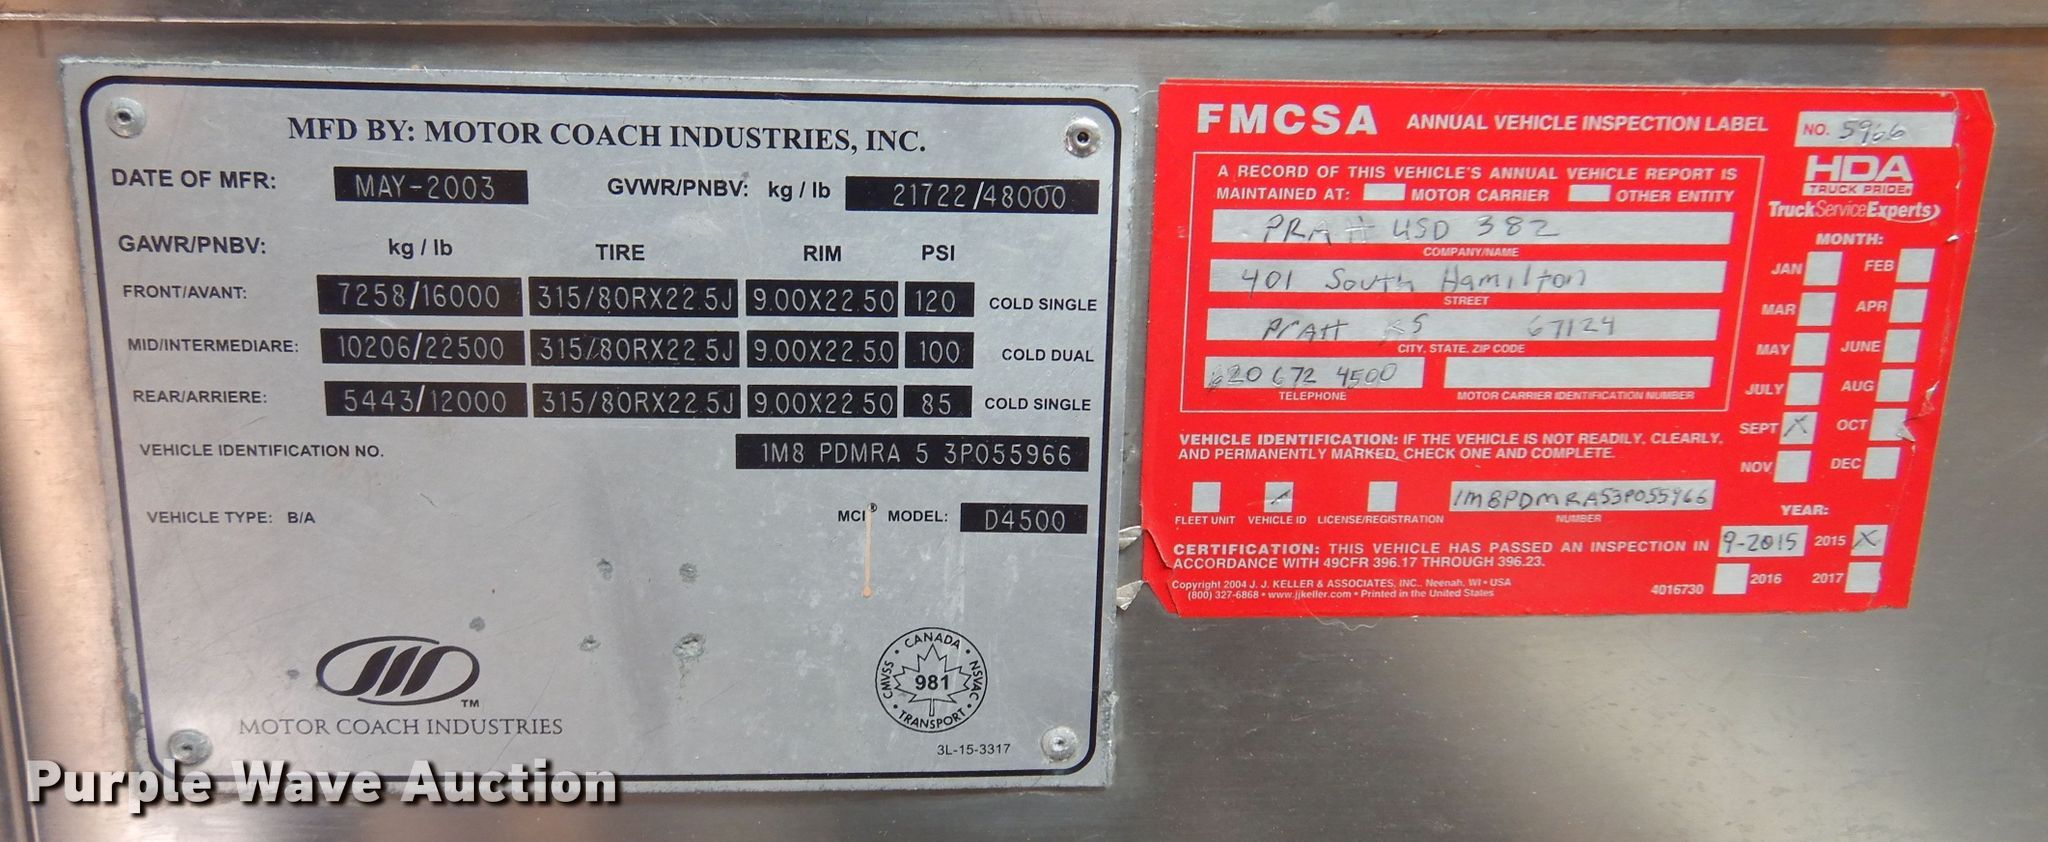 MFD BY: MOTOR COACH INDUSTRIES, INC.
DATE OF MFR: MAY-2003 GVWR/PNBV: kg / lb 21722/48000
GAWR/PNBV: kg / lb TIRE RIM PSI
FRONT/AVANT: 7258/16000 315/80RX22.5J 9.00X22.50 120 COLD SINGLE
MID/INTERMEDIARE: 10206/22500 315/80RX22.5J 9.00X22.50 100 COLD DUAL
REAR/ARRIERE: 5443/12000 315/80RX22.5J 9.00X22.50 85 COLD SINGLE
VEHICLE IDENTIFICATION NO. 1M8 PDMRA 5 3P055966
VEHICLE TYPE: B/A MCI® MODEL: D4500
TM
MOTOR COACH INDUSTRIES
CANADA
CMVSS 981 NSVAC
TRANSPORT
3L-15-3317
FMCSA ANNUAL VEHICLE INSPECTION LABEL NO. 5966
HDA
TRUCK PRIDE
TruckServiceExperts
A RECORD OF THIS VEHICLE'S ANNUAL VEHICLE REPORT IS
MAINTAINED AT: MOTOR CARRIER OTHER ENTITY
PRATT USD 382
COMPANY/NAME
401 South Hamilton
STREET
PrATT KS 67124
CITY, STATE, ZIP CODE
620 672 4500
TELEPHONE MOTOR CARRIER IDENTIFICATION NUMBER
MONTH:
JAN FEB
MAR APR
MAY JUNE
JULY AUG
SEPT X OCT
NOV DEC
VEHICLE IDENTIFICATION: IF THE VEHICLE IS NOT READILY, CLEARLY,
AND PERMANENTLY MARKED, CHECK ONE AND COMPLETE.
1M8PDMRA53P055966
FLEET UNIT VEHICLE ID LICENSE/REGISTRATION NUMBER
YEAR:
CERTIFICATION: THIS VEHICLE HAS PASSED AN INSPECTION IN 9-2015 2015 X
ACCORDANCE WITH 49CFR 396.17 THROUGH 396.23.
2016 2017
Copyright 2004 J. J. KELLER & ASSOCIATES, INC., Neenah, WI • USA
(800) 327-6868 • www.jjkeller.com • Printed in the United States 4016730
Purple Wave Auction